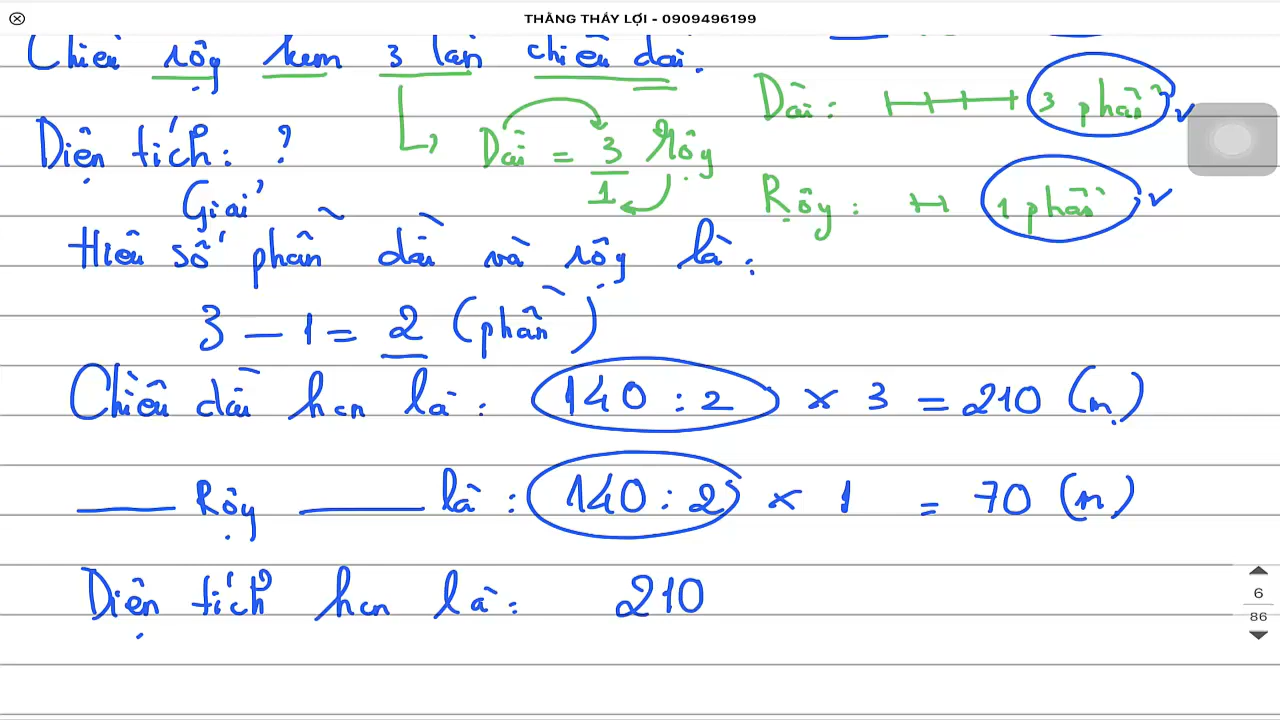 THẰNG THẦY LỢI - 0909496199
Chiều rộng kém 3 lần chiều dài.
Dài: 3 phần
Diện tích: ?
Dài = 3/1 Rộng
Rộng: 1 phần
Giải
Hiệu số phần dài và rộng là:
3 - 1 = 2 (phần)
Chiều dài hcn là: 140 : 2 x 3 = 210 (m)
Rộng là: 140 : 2 x 1 = 70 (m)
Diện tích hcn là: 210
6
86